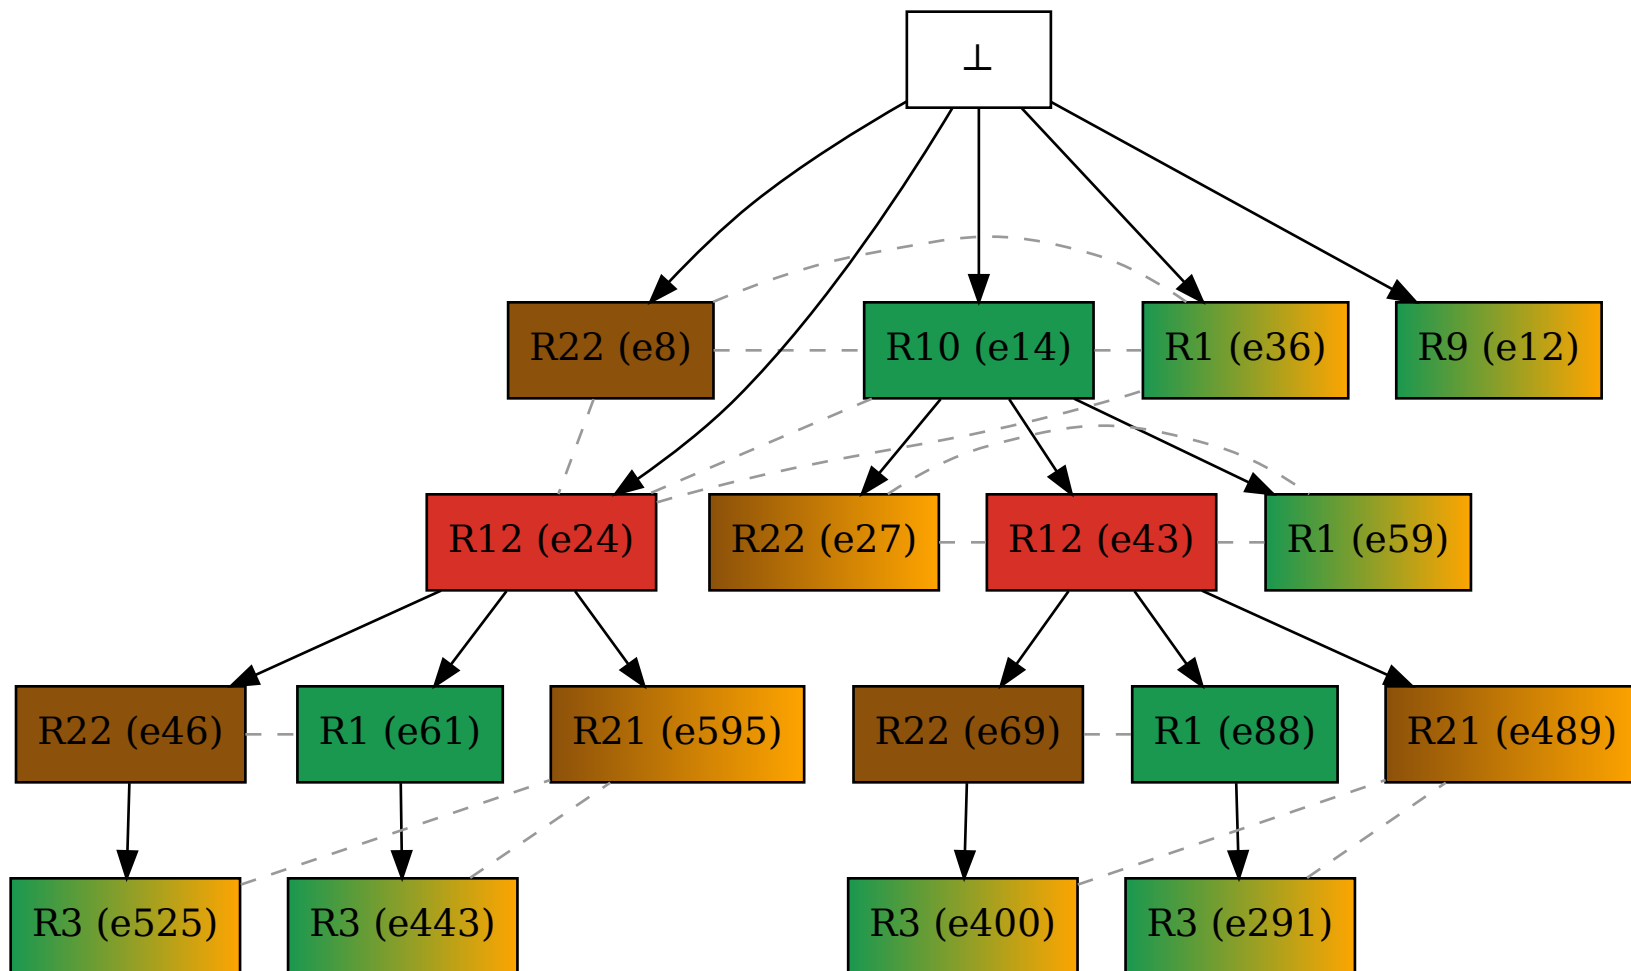 ⊥
R22 (e8)
R10 (e14)
R1 (e36)
R9 (e12)
R12 (e24)
R22 (e27)
R12 (e43)
R1 (e59)
R22 (e46)
R1 (e61)
R21 (e595)
R22 (e69)
R1 (e88)
R21 (e489)
R3 (e525)
R3 (e443)
R3 (e400)
R3 (e291)